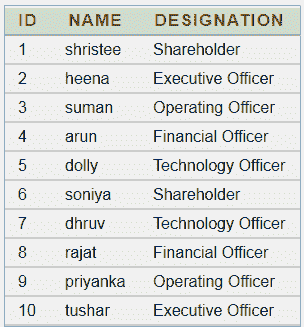 ID NAME DESIGNATION
1 shristee Shareholder
2 heena Executive Officer
3 suman Operating Officer
4 arun Financial Officer
5 dolly Technology Officer
6 soniya Shareholder
7 dhruv Technology Officer
8 rajat Financial Officer
9 priyanka Operating Officer
10 tushar Executive Officer